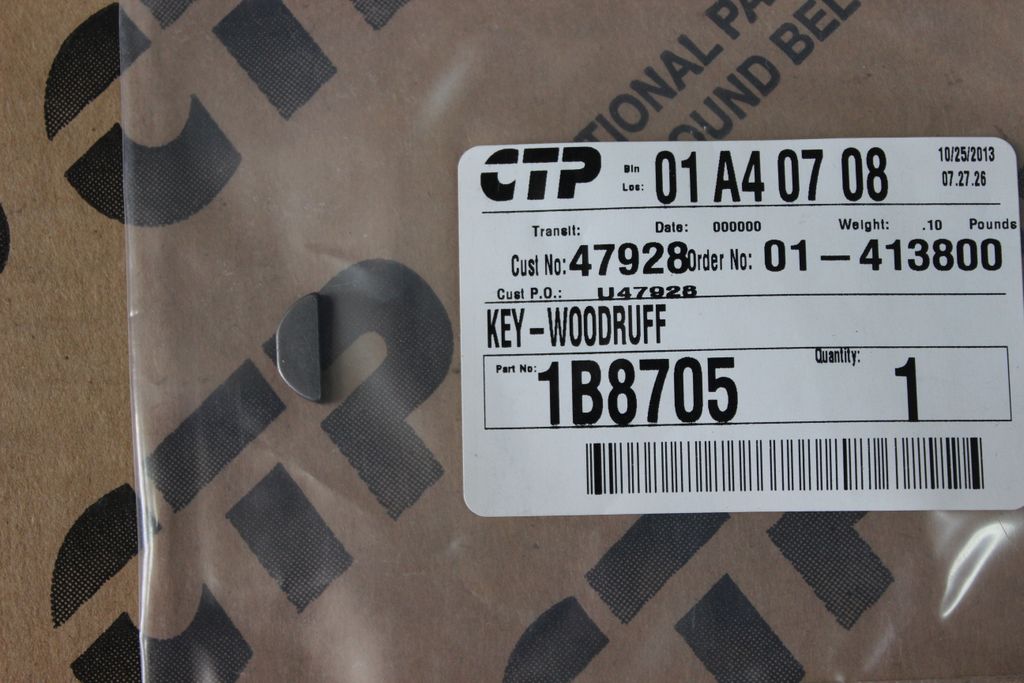 TIONAL PA
OUND BEL
CTP Bin Loc: 01 A4 07 08 10/25/2013 07.27.26
Transit: Date: 000000 Weight: .10 Pounds
Cust No: 47928 Order No: 01-413800
Cust P.O.: U47928
KEY-WOODRUFF
Part No: 1B8705 Quantity: 1
CTP